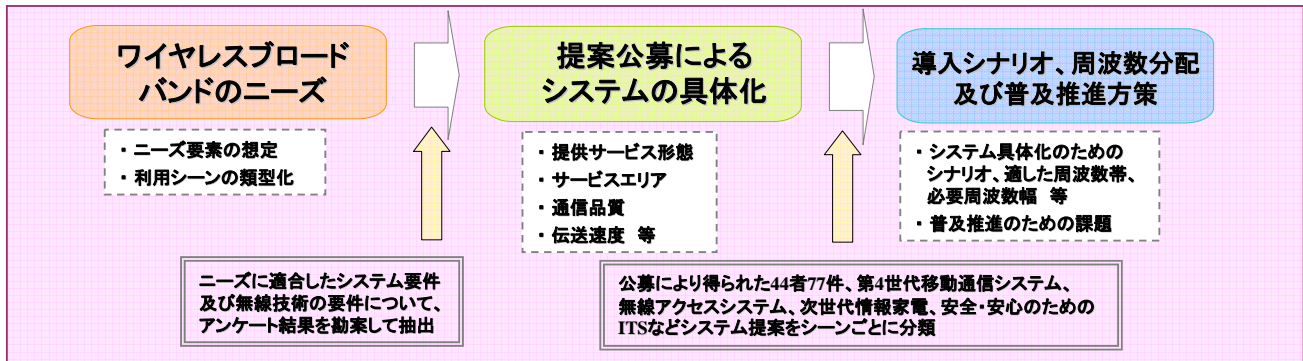 ワイヤレスブロード
バンドのニーズ
・ニーズ要素の想定
・利用シーンの類型化
提案公募による
システムの具体化
・提供サービス形態
・サービスエリア
・通信品質
・伝送速度 等
導入シナリオ、周波数分配
及び普及推進方策
・システム具体化のための
シナリオ、適した周波数帯、
必要周波数幅 等
・普及推進のための課題
ニーズに適合したシステム要件
及び無線技術の要件について、
アンケート結果を勘案して抽出
公募により得られた44者77件、第4世代移動通信システム、
無線アクセスシステム、次世代情報家電、安全・安心のための
ITSなどシステム提案をシーンごとに分類